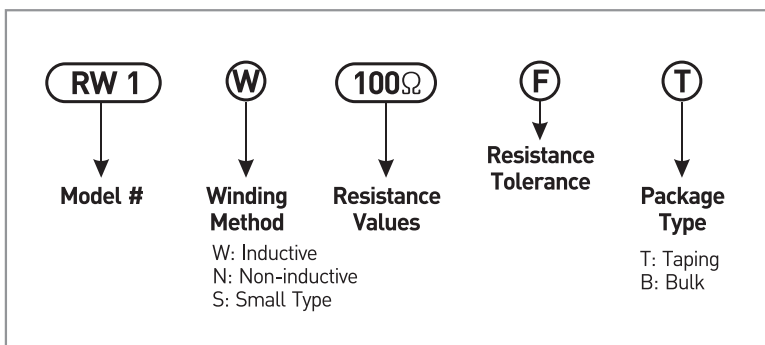 RW 1 W 100Ω F T
Model #
Winding
Method
W: Inductive
N: Non-inductive
S: Small Type
Resistance
Values
Resistance
Tolerance
Package
Type
T: Taping
B: Bulk